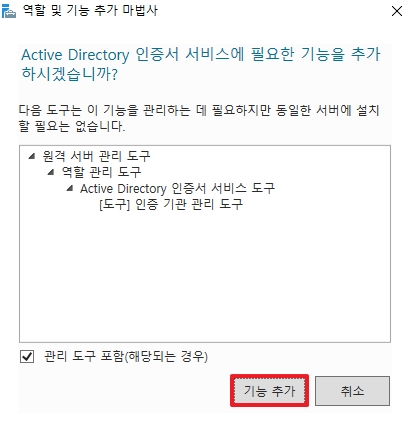 역할 및 기능 추가 마법사
Active Directory 인증서 서비스에 필요한 기능을 추가
하시겠습니까?
다음 도구는 이 기능을 관리하는 데 필요하지만 동일한 서버에 설치
할 필요는 없습니다.
원격 서버 관리 도구
역할 관리 도구
Active Directory 인증서 서비스 도구
[도구] 인증 기관 관리 도구
관리 도구 포함(해당되는 경우)
기능 추가 취소